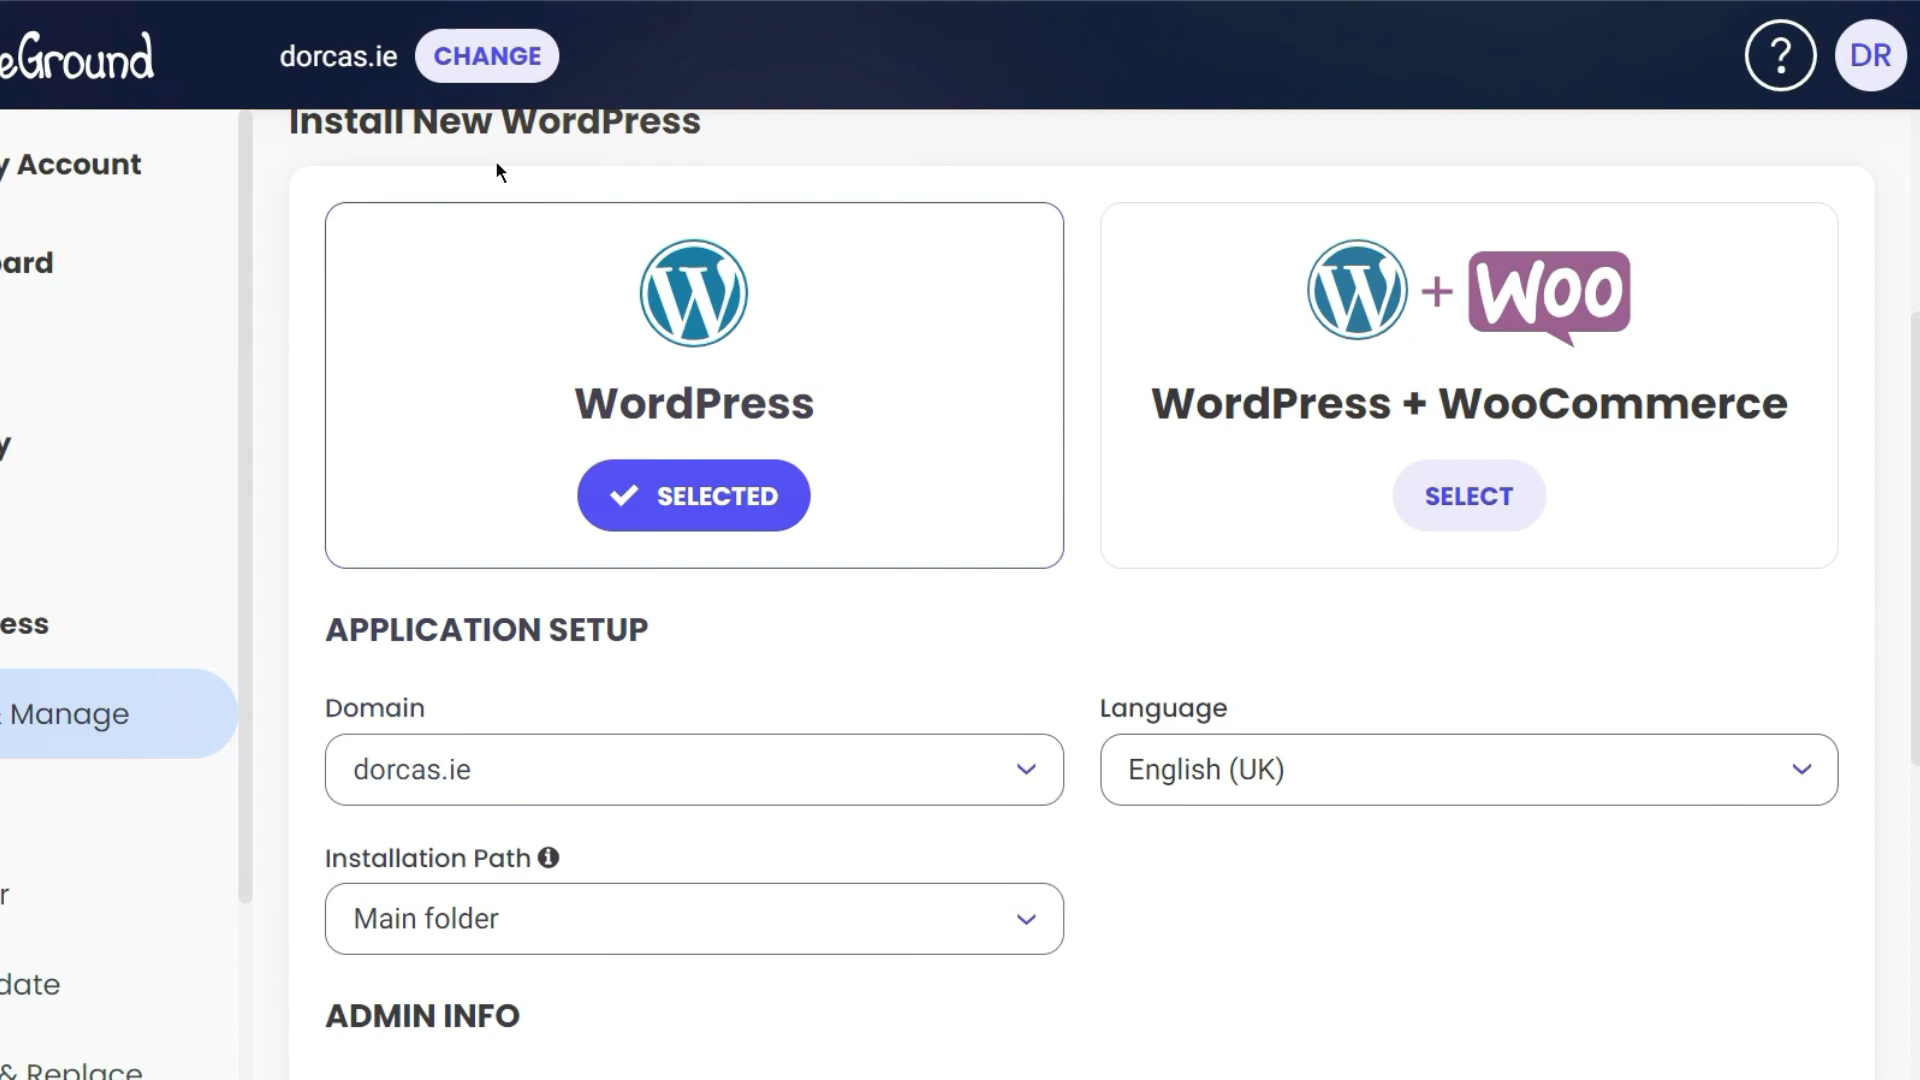 eGround
dorcas.ie CHANGE
? DR
Install New WordPress
y Account
ard
y
ess
& Manage
r
date
& Replace
WordPress
SELECTED
+ WOO
WordPress + WooCommerce
SELECT
APPLICATION SETUP
Domain
dorcas.ie
Language
English (UK)
Installation Path
Main folder
ADMIN INFO